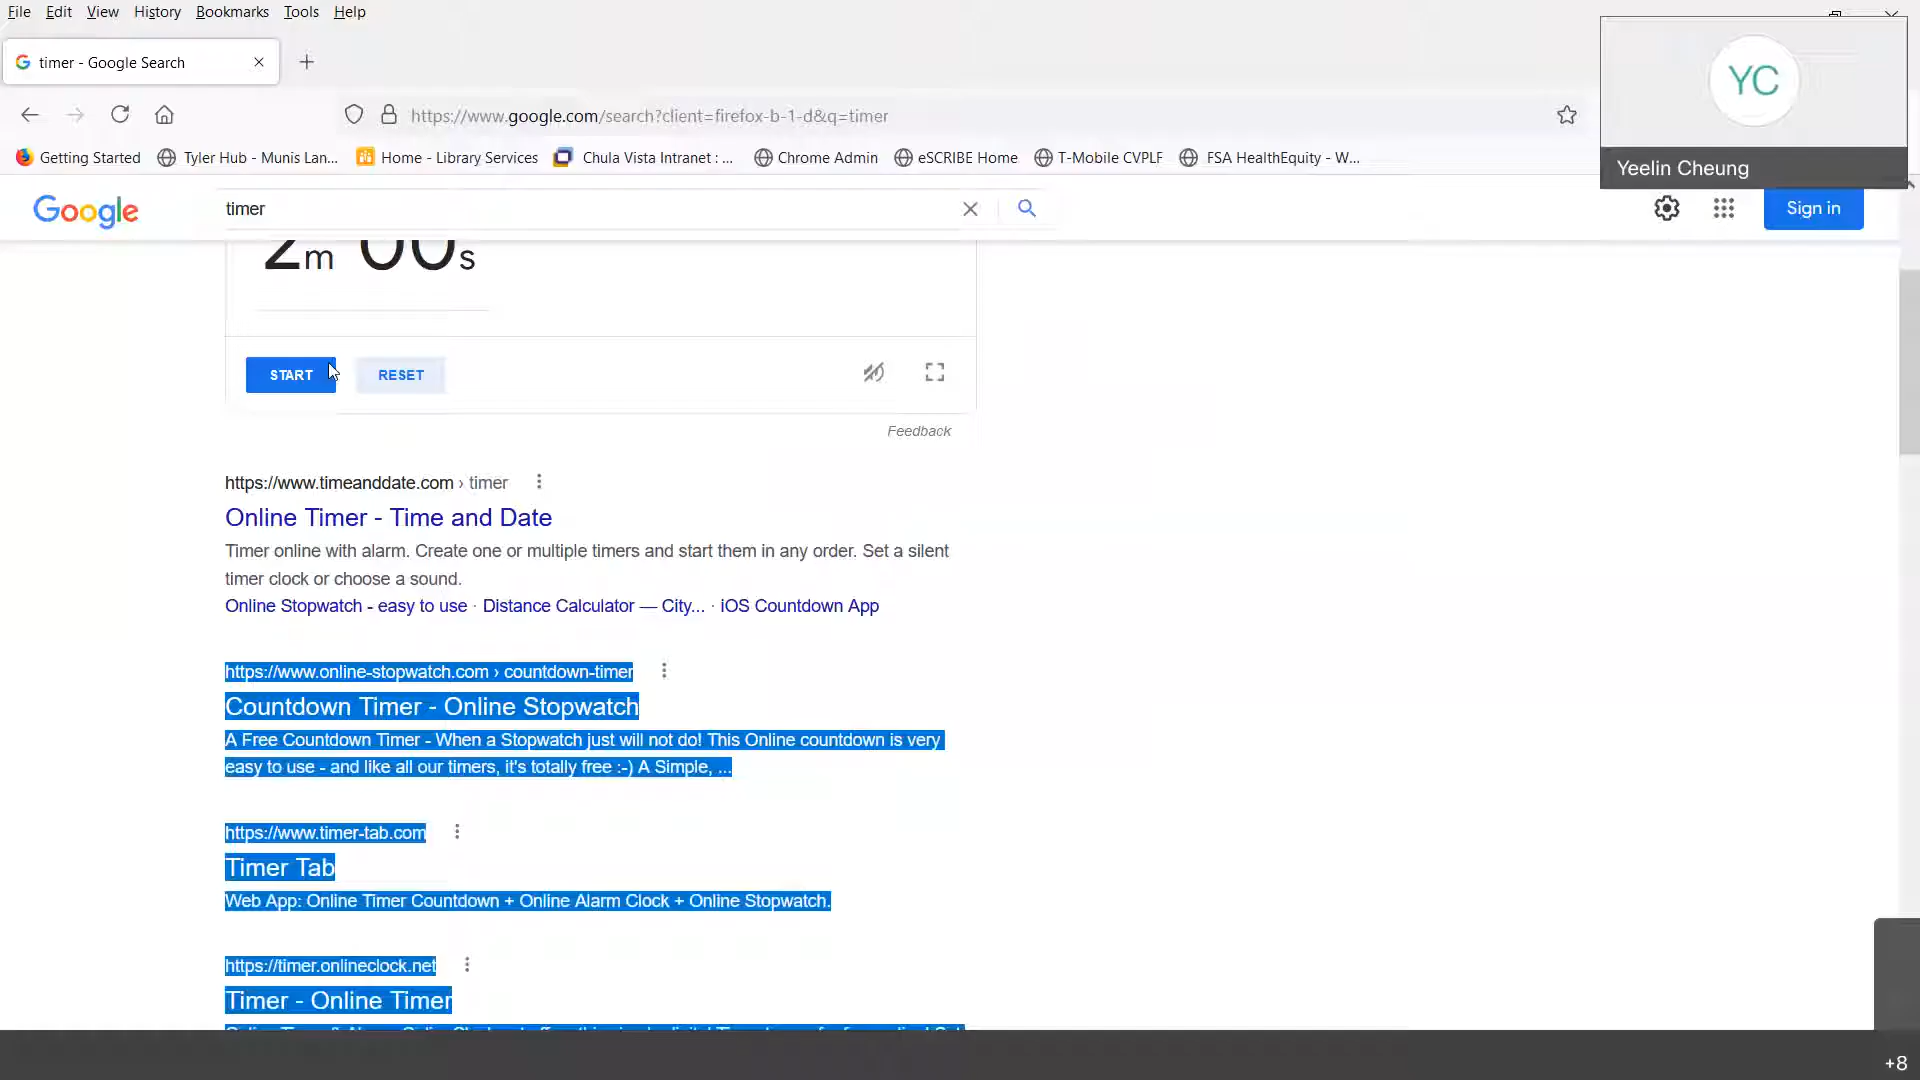 File Edit View History Bookmarks Tools Help
timer - Google Search
https://www.google.com/search?client=firefox-b-1-d&q=timer
Getting Started Tyler Hub - Munis Lan... Home - Library Services Chula Vista Intranet : ... Chrome Admin eSCRIBE Home T-Mobile CVPLF FSA HealthEquity - W...
YC
Yeelin Cheung
Google
timer
Sign in
2m 00s
START RESET
Feedback
https://www.timeanddate.com › timer
Online Timer - Time and Date
Timer online with alarm. Create one or multiple timers and start them in any order. Set a silent
timer clock or choose a sound.
Online Stopwatch - easy to use · Distance Calculator — City... · iOS Countdown App
https://www.online-stopwatch.com › countdown-timer
Countdown Timer - Online Stopwatch
A Free Countdown Timer - When a Stopwatch just will not do! This Online countdown is very
easy to use - and like all our timers, it's totally free :-) A Simple, ...
https://www.timer-tab.com
Timer Tab
Web App: Online Timer Countdown + Online Alarm Clock + Online Stopwatch.
https://timer.onlineclock.net
Timer - Online Timer
+8